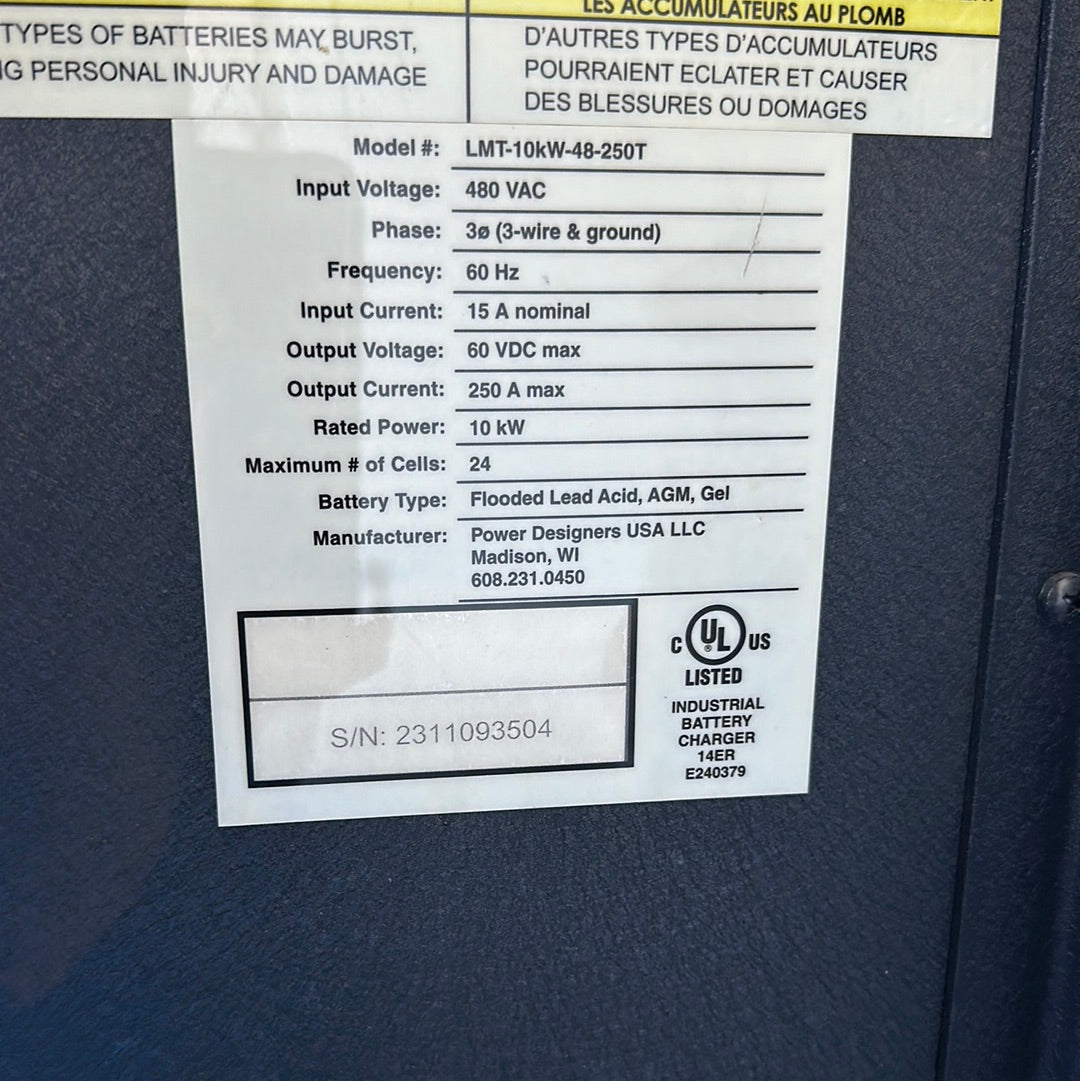 LES ACCUMULATEURS AU PLOMB
TYPES OF BATTERIES MAY BURST,
PERSONAL INJURY AND DAMAGE
D'AUTRES TYPES D'ACCUMULATEURS
POURRAIENT ECLATER ET CAUSER
DES BLESSURES OU DOMAGES
Model #: LMT-10kW-48-250T
Input Voltage: 480 VAC
Phase: 3ø (3-wire & ground)
Frequency: 60 Hz
Input Current: 15 A nominal
Output Voltage: 60 VDC max
Output Current: 250 A max
Rated Power: 10 kW
Maximum # of Cells: 24
Battery Type: Flooded Lead Acid, AGM, Gel
Manufacturer: Power Designers USA LLC
Madison, WI
608.231.0450
S/N: 2311093504
C UL® US
LISTED
INDUSTRIAL
BATTERY
CHARGER
14ER
E240379